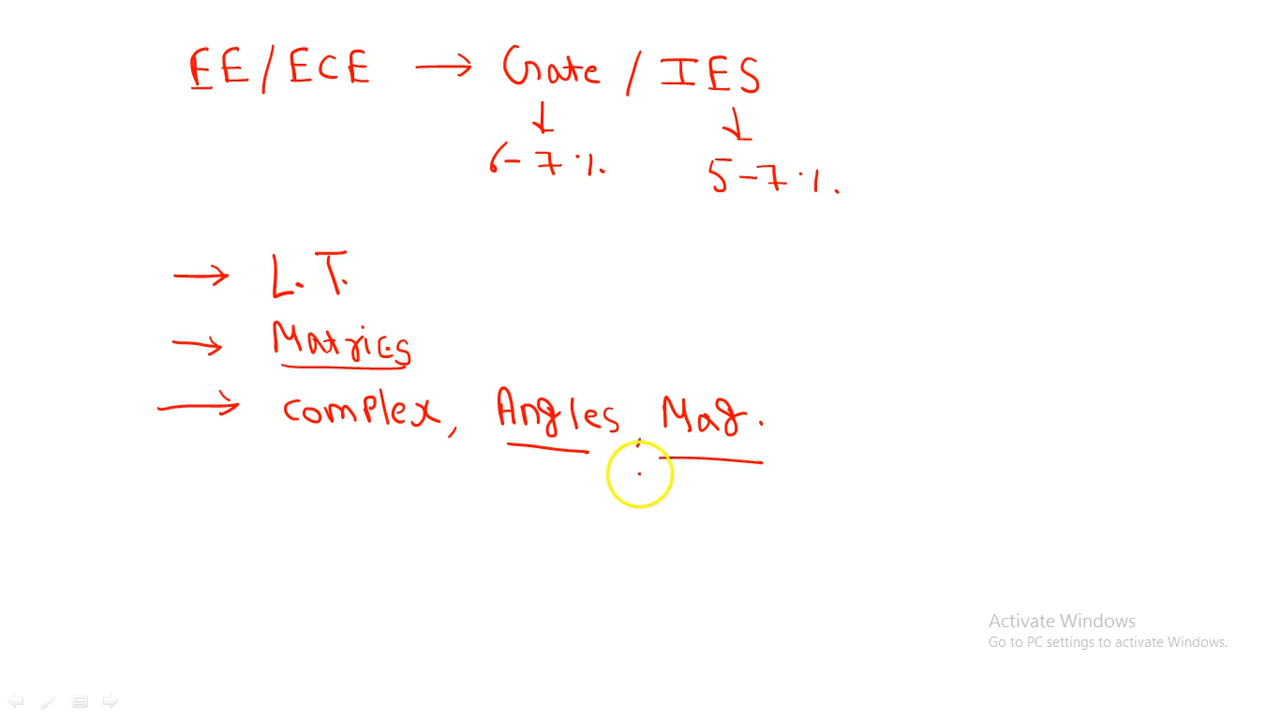 EE/ECE → Gate / IES
↓ ↓
6-7 ·/. 5-7 ·/.
→ L.T.
→ Matries
→ complex, Angles, Mag.
Activate Windows
Go to PC settings to activate Windows.